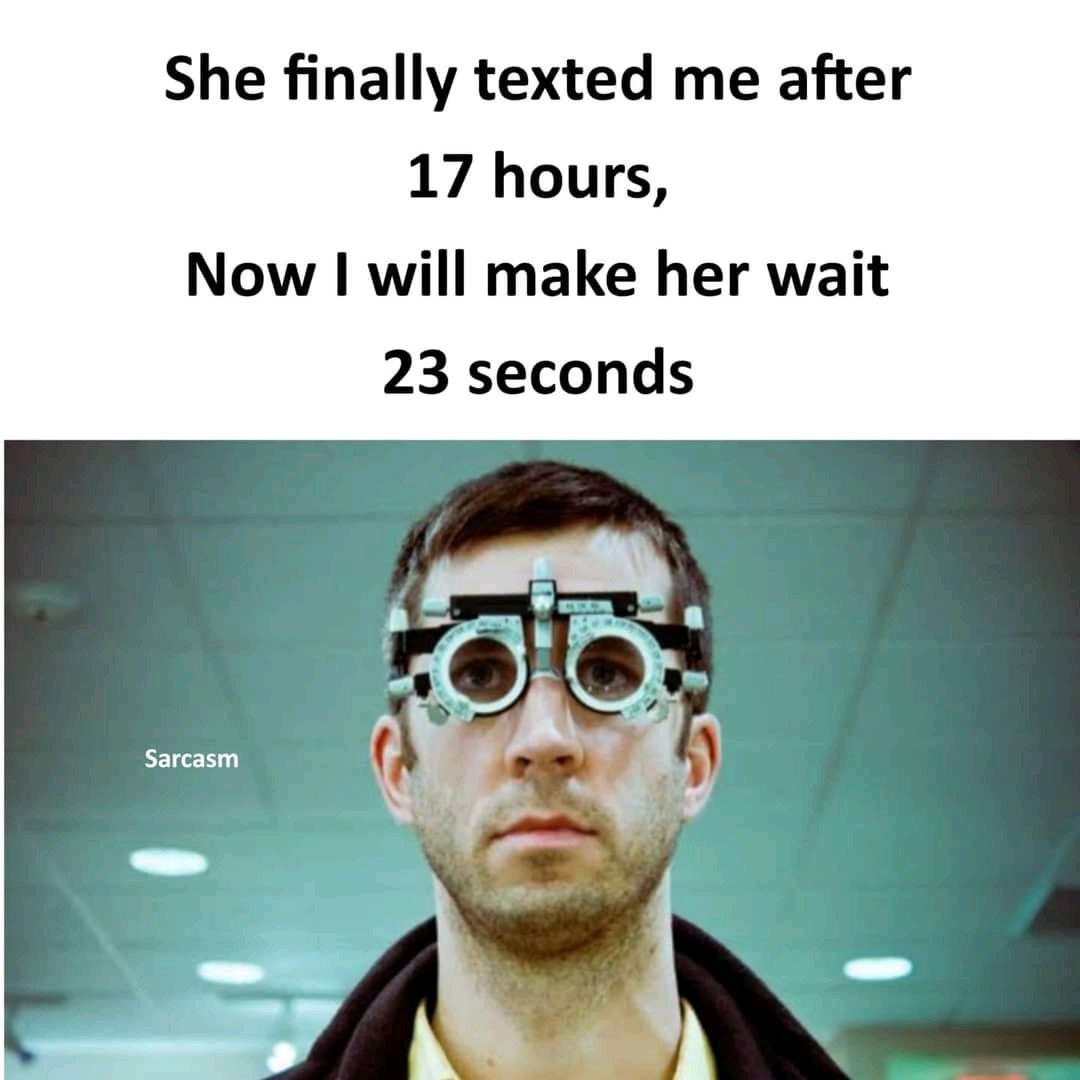 She finally texted me after
17 hours,
Now I will make her wait
23 seconds
Sarcasm